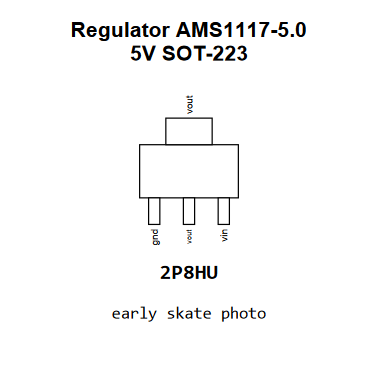 Regulator AMS1117-5.0
5V SOT-223
vout
gnd vout vin
2P8HU
early skate photo